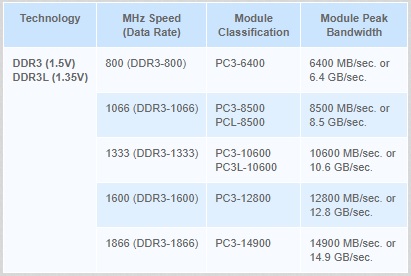 Technology MHz Speed (Data Rate) Module Classification Module Peak Bandwidth
DDR3 (1.5V)
DDR3L (1.35V)
800 (DDR3-800) PC3-6400 6400 MB/sec. or
6.4 GB/sec.
1066 (DDR3-1066) PC3-8500 8500 MB/sec. or
PCL-8500 8.5 GB/sec.
1333 (DDR3-1333) PC3-10600 10600 MB/sec. or
PC3L-10600 10.6 GB/sec.
1600 (DDR3-1600) PC3-12800 12800 MB/sec. or
12.8 GB/sec.
1866 (DDR3-1866) PC3-14900 14900 MB/sec. or
14.9 GB/sec.